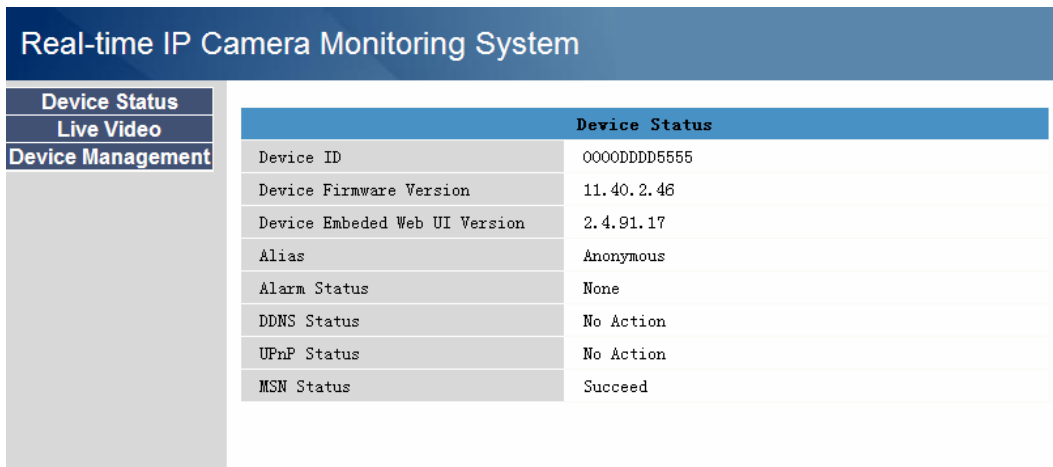 Real-time IP Camera Monitoring System
Device Status
Live Video
Device Management
Device Status
Device ID 0000DDDD5555
Device Firmware Version 11.40.2.46
Device Embeded Web UI Version 2.4.91.17
Alias Anonymous
Alarm Status None
DDNS Status No Action
UPnP Status No Action
MSN Status Succeed